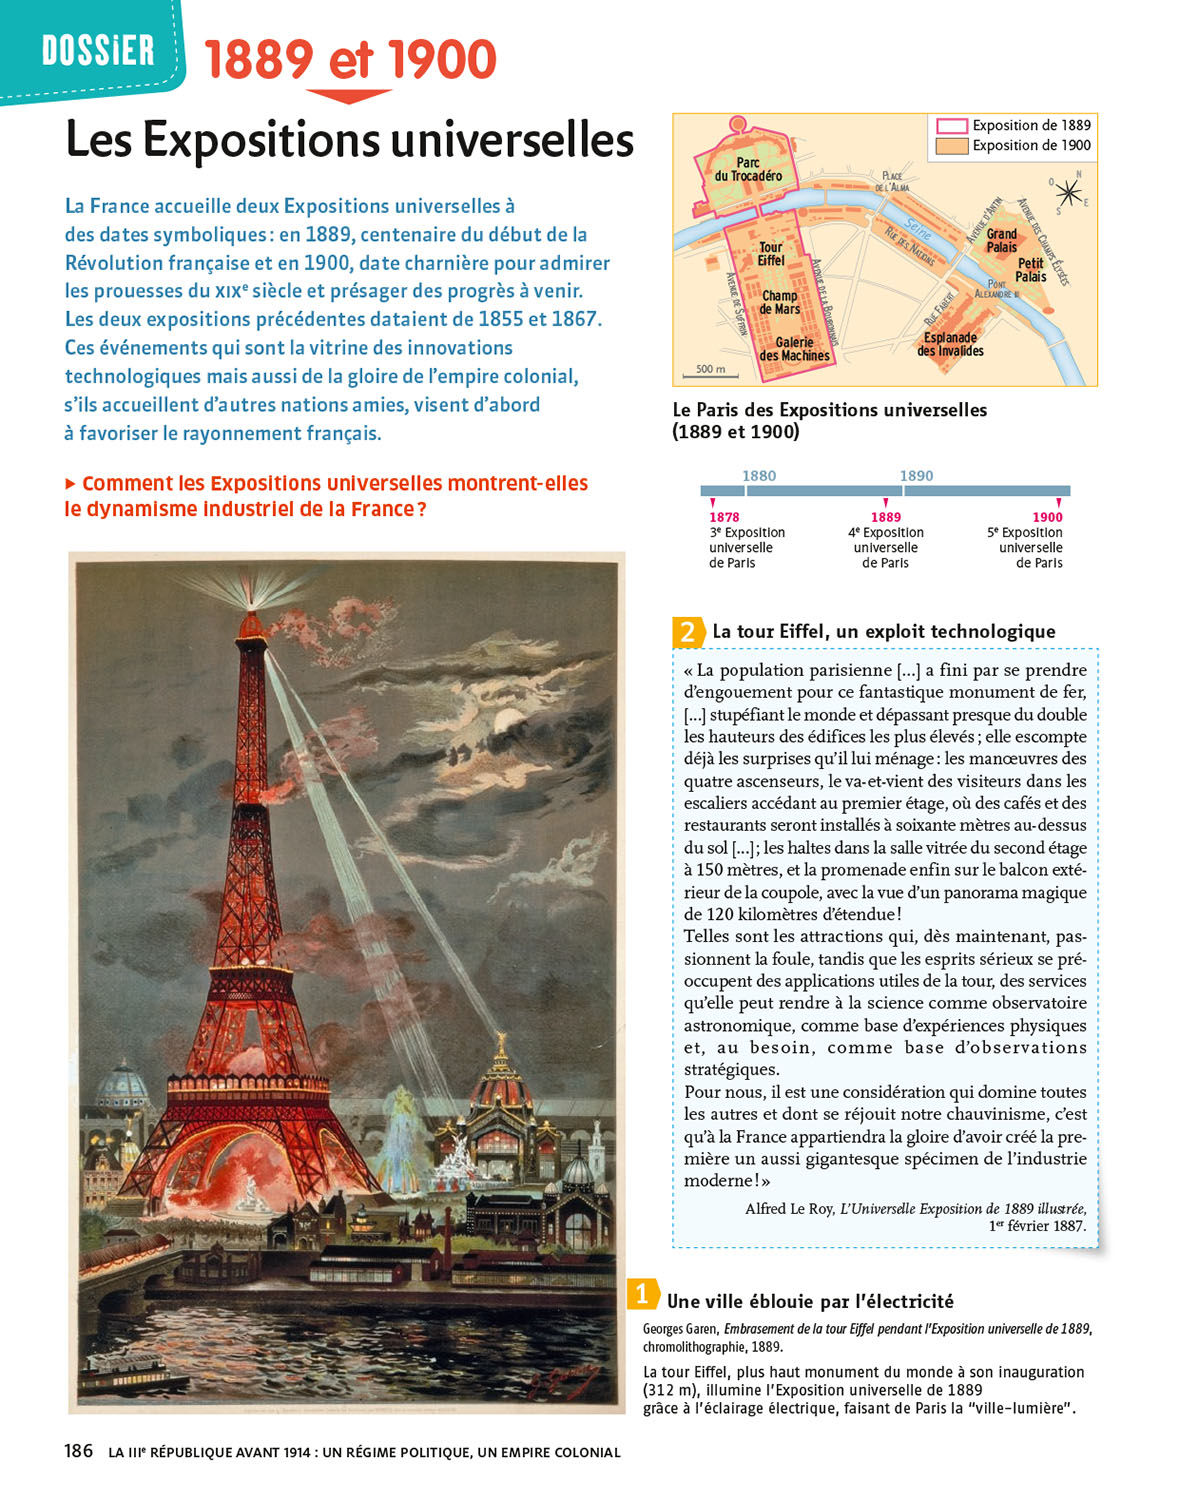 DOSSiER
1889 et 1900
Les Expositions universelles
La France accueille deux Expositions universelles à
des dates symboliques : en 1889, centenaire du début de la
Révolution française et en 1900, date charnière pour admirer
les prouesses du XIXe siècle et présager des progrès à venir.
Les deux expositions précédentes dataient de 1855 et 1867.
Ces événements qui sont la vitrine des innovations
technologiques mais aussi de la gloire de l'empire colonial,
s'ils accueillent d'autres nations amies, visent d'abord
à favoriser le rayonnement français.
▶ Comment les Expositions universelles montrent-elles
le dynamisme industriel de la France ?
Exposition de 1889
Exposition de 1900
Parc
du Trocadéro
PLACE
DE L'ALMA
N
O
E
S
Seine
AVENUE D'ANTIN
AVENUE DES CHAMPS ÉLYSÉES
Grand
Palais
Petit
Palais
RUE DES NATIONS
PONT
ALEXANDRE III
Tour
Eiffel
AVENUE DE SUFFREN
AVENUE DE LA BOURDONNAIS
Champ
de Mars
RUE FABERT
Galerie
des Machines
Esplanade
des Invalides
500 m
Le Paris des Expositions universelles
(1889 et 1900)
1880
1890
1878
3e Exposition
universelle
de Paris
1889
4e Exposition
universelle
de Paris
1900
5e Exposition
universelle
de Paris
2 La tour Eiffel, un exploit technologique
« La population parisienne [...] a fini par se prendre
d'engouement pour ce fantastique monument de fer,
[...] stupéfiant le monde et dépassant presque du double
les hauteurs des édifices les plus élevés ; elle escompte
déjà les surprises qu'il lui ménage : les manœuvres des
quatre ascenseurs, le va-et-vient des visiteurs dans les
escaliers accédant au premier étage, où des cafés et des
restaurants seront installés à soixante mètres au-dessus
du sol [...] ; les haltes dans la salle vitrée du second étage
à 150 mètres, et la promenade enfin sur le balcon exté-
rieur de la coupole, avec la vue d'un panorama magique
de 120 kilomètres d'étendue !
Telles sont les attractions qui, dès maintenant, pas-
sionnent la foule, tandis que les esprits sérieux se pré-
occupent des applications utiles de la tour, des services
qu'elle peut rendre à la science comme observatoire
astronomique, comme base d'expériences physiques
et, au besoin, comme base d'observations
stratégiques.
Pour nous, il est une considération qui domine toutes
les autres et dont se réjouit notre chauvinisme, c'est
qu'à la France appartiendra la gloire d'avoir créé la pre-
mière un aussi gigantesque spécimen de l'industrie
moderne ! »
Alfred Le Roy, L'Universelle Exposition de 1889 illustrée,
1er février 1887.
1 Une ville éblouie par l'électricité
Georges Garen, Embrasement de la tour Eiffel pendant l'Exposition universelle de 1889,
chromolithographie, 1889.
La tour Eiffel, plus haut monument du monde à son inauguration
(312 m), illumine l'Exposition universelle de 1889
grâce à l'éclairage électrique, faisant de Paris la "ville-lumière".
186 LA IIIe RÉPUBLIQUE AVANT 1914 : UN RÉGIME POLITIQUE, UN EMPIRE COLONIAL